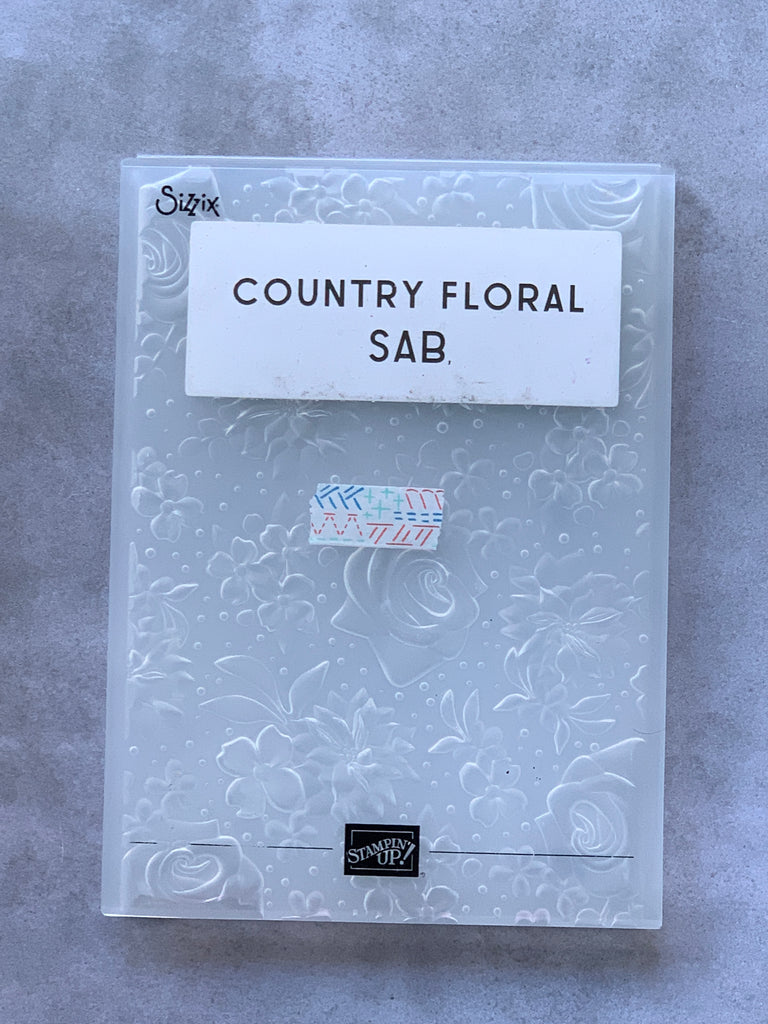 Sizzix
COUNTRY FLORAL
SAB,
STAMPIN'
UP!